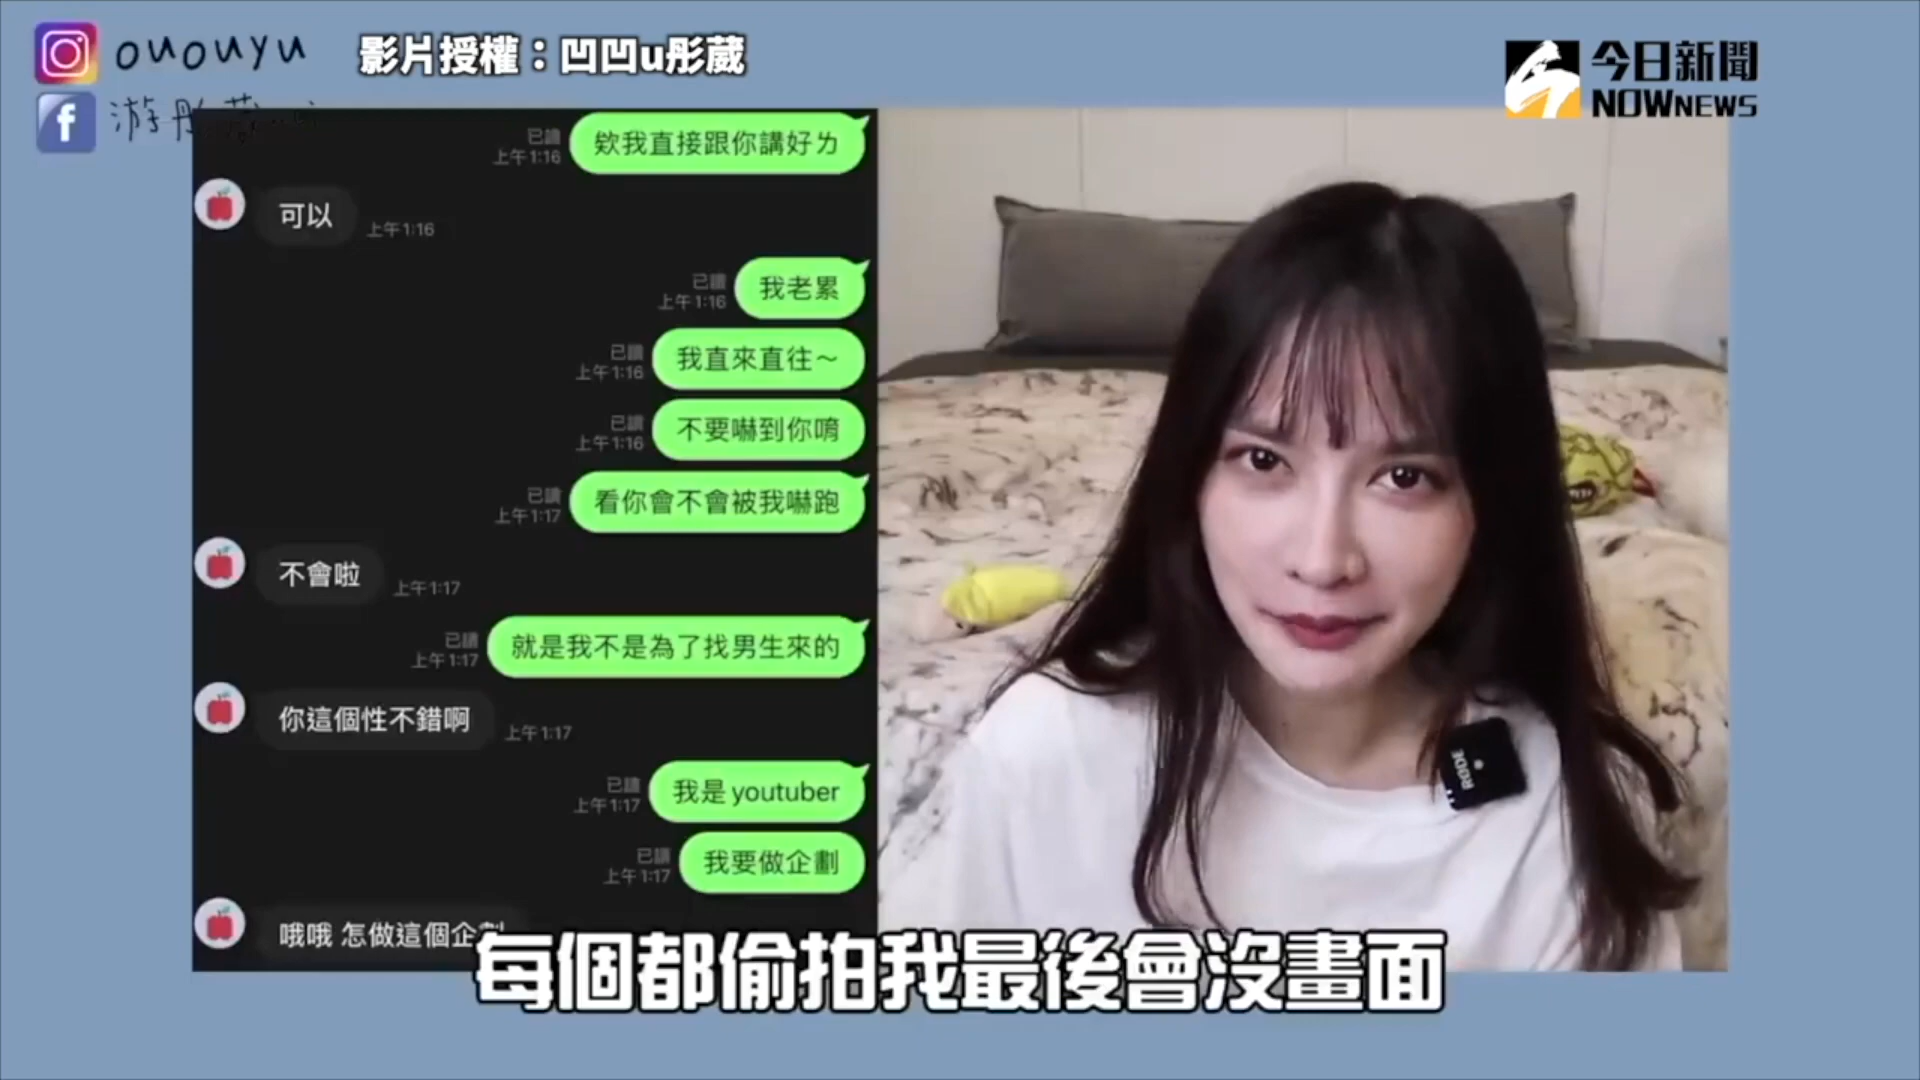 ououyu
影片授權：凹凹u彤葳
今日新聞
NOWNEWS
f 游彤葳
已讀
上午1:16
欸我直接跟你講好ㄌ
可以
上午1:16
已讀
上午1:16
我老累
已讀
上午1:16
我直來直往～
已讀
上午1:16
不要嚇到你唷
已讀
上午1:17
看你會不會被我嚇跑
不會啦
上午1:17
已讀
上午1:17
就是我不是為了找男生來的
你這個性不錯啊
上午1:17
已讀
上午1:17
我是 youtuber
已讀
上午1:17
我要做企劃
哦哦 怎做這個企劃
RØDE
每個都偷拍我最後會沒畫面